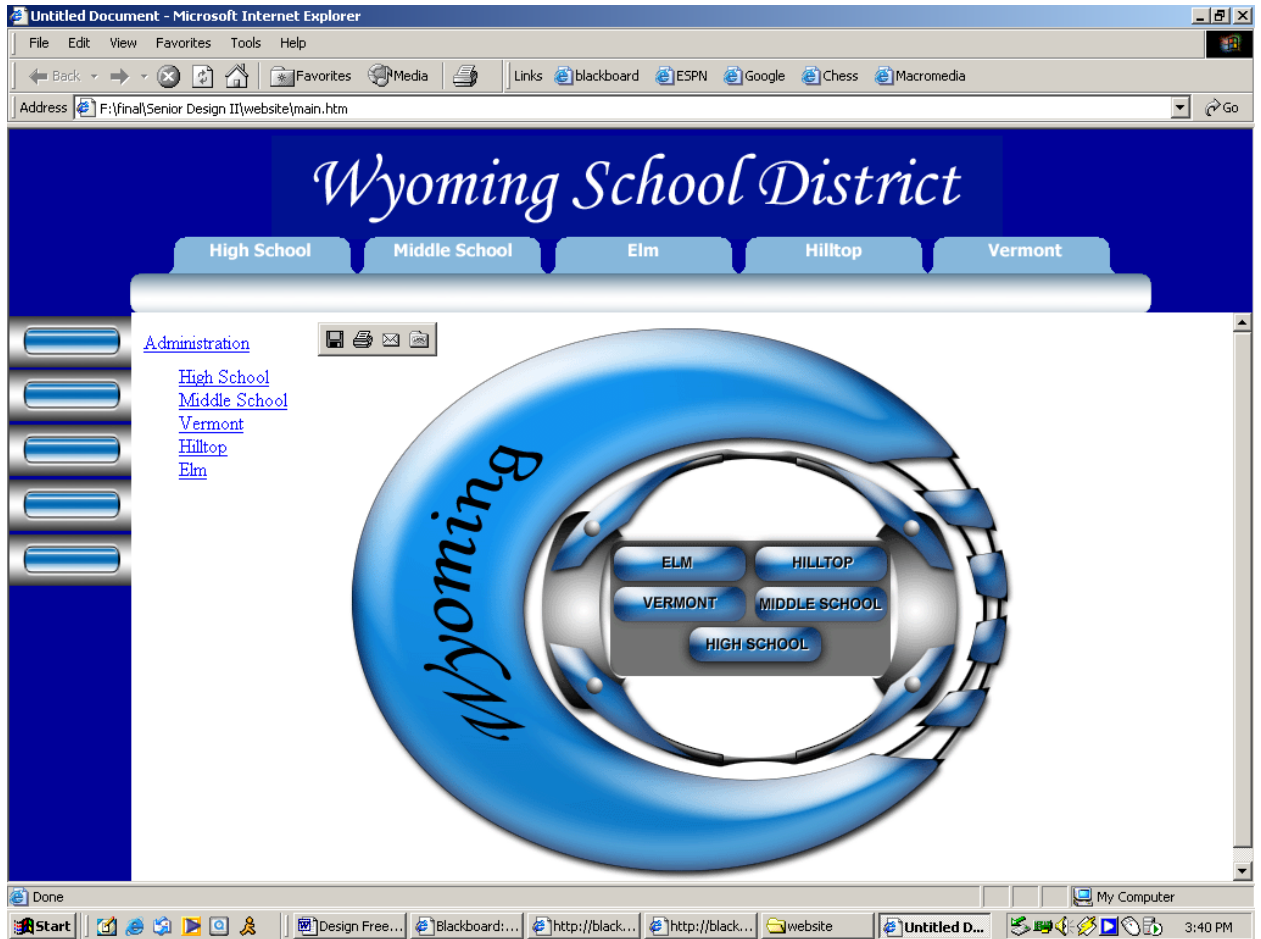 Untitled Document - Microsoft Internet Explorer
File Edit View Favorites Tools Help
Back Favorites Media Links blackboard ESPN Google Chess Macromedia
Address F:\final\Senior Design II\website\main.htm Go
Wyoming School District
High School Middle School Elm Hilltop Vermont
Administration
High School
Middle School
Vermont
Hilltop
Elm
Wyoming
ELM HILLTOP
VERMONT MIDDLE SCHOOL
HIGH SCHOOL
Done My Computer
Start Design Free... Blackboard:... http://black... http://black... website Untitled D... 3:40 PM